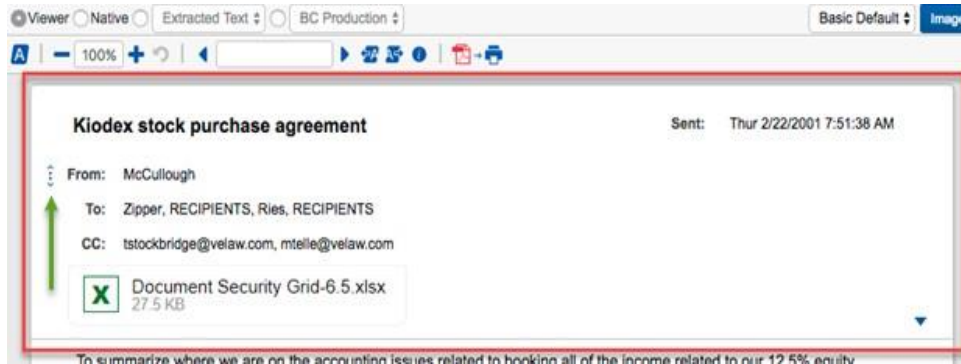 Viewer Native Extracted Text BC Production Basic Default Image
A 100%
Kiodex stock purchase agreement Sent: Thur 2/22/2001 7:51:38 AM
From: McCullough
To: Zipper, RECIPIENTS, Ries, RECIPIENTS
CC: tstockbridge@velaw.com, mtelle@velaw.com
X Document Security Grid-6.5.xlsx
27.5 KB
To summarize where we are on the accounting issues related to booking all of the income related to our 12.5% equity